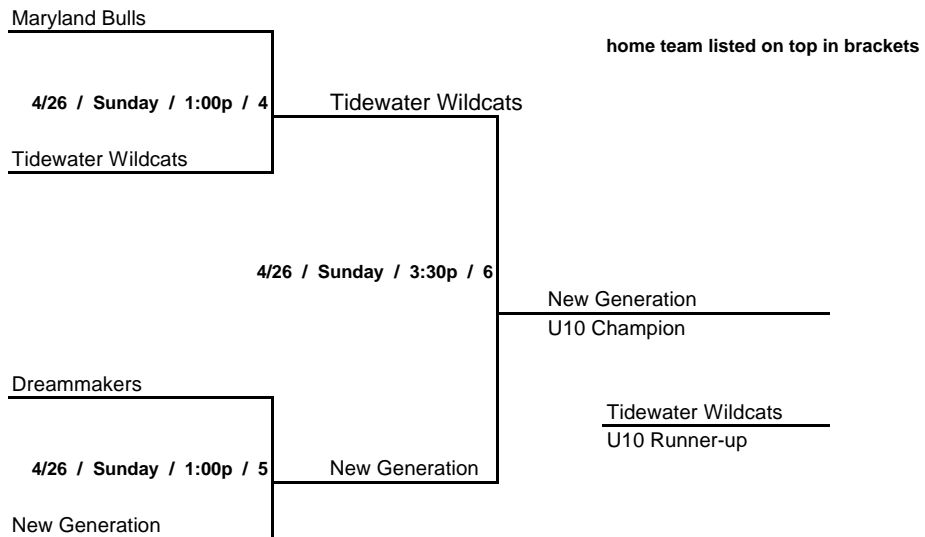 Maryland Bulls
home team listed on top in brackets
4/26 / Sunday / 1:00p / 4
Tidewater Wildcats
Tidewater Wildcats
4/26 / Sunday / 3:30p / 6
New Generation
U10 Champion
Dreammakers
Tidewater Wildcats
U10 Runner-up
4/26 / Sunday / 1:00p / 5
New Generation
New Generation